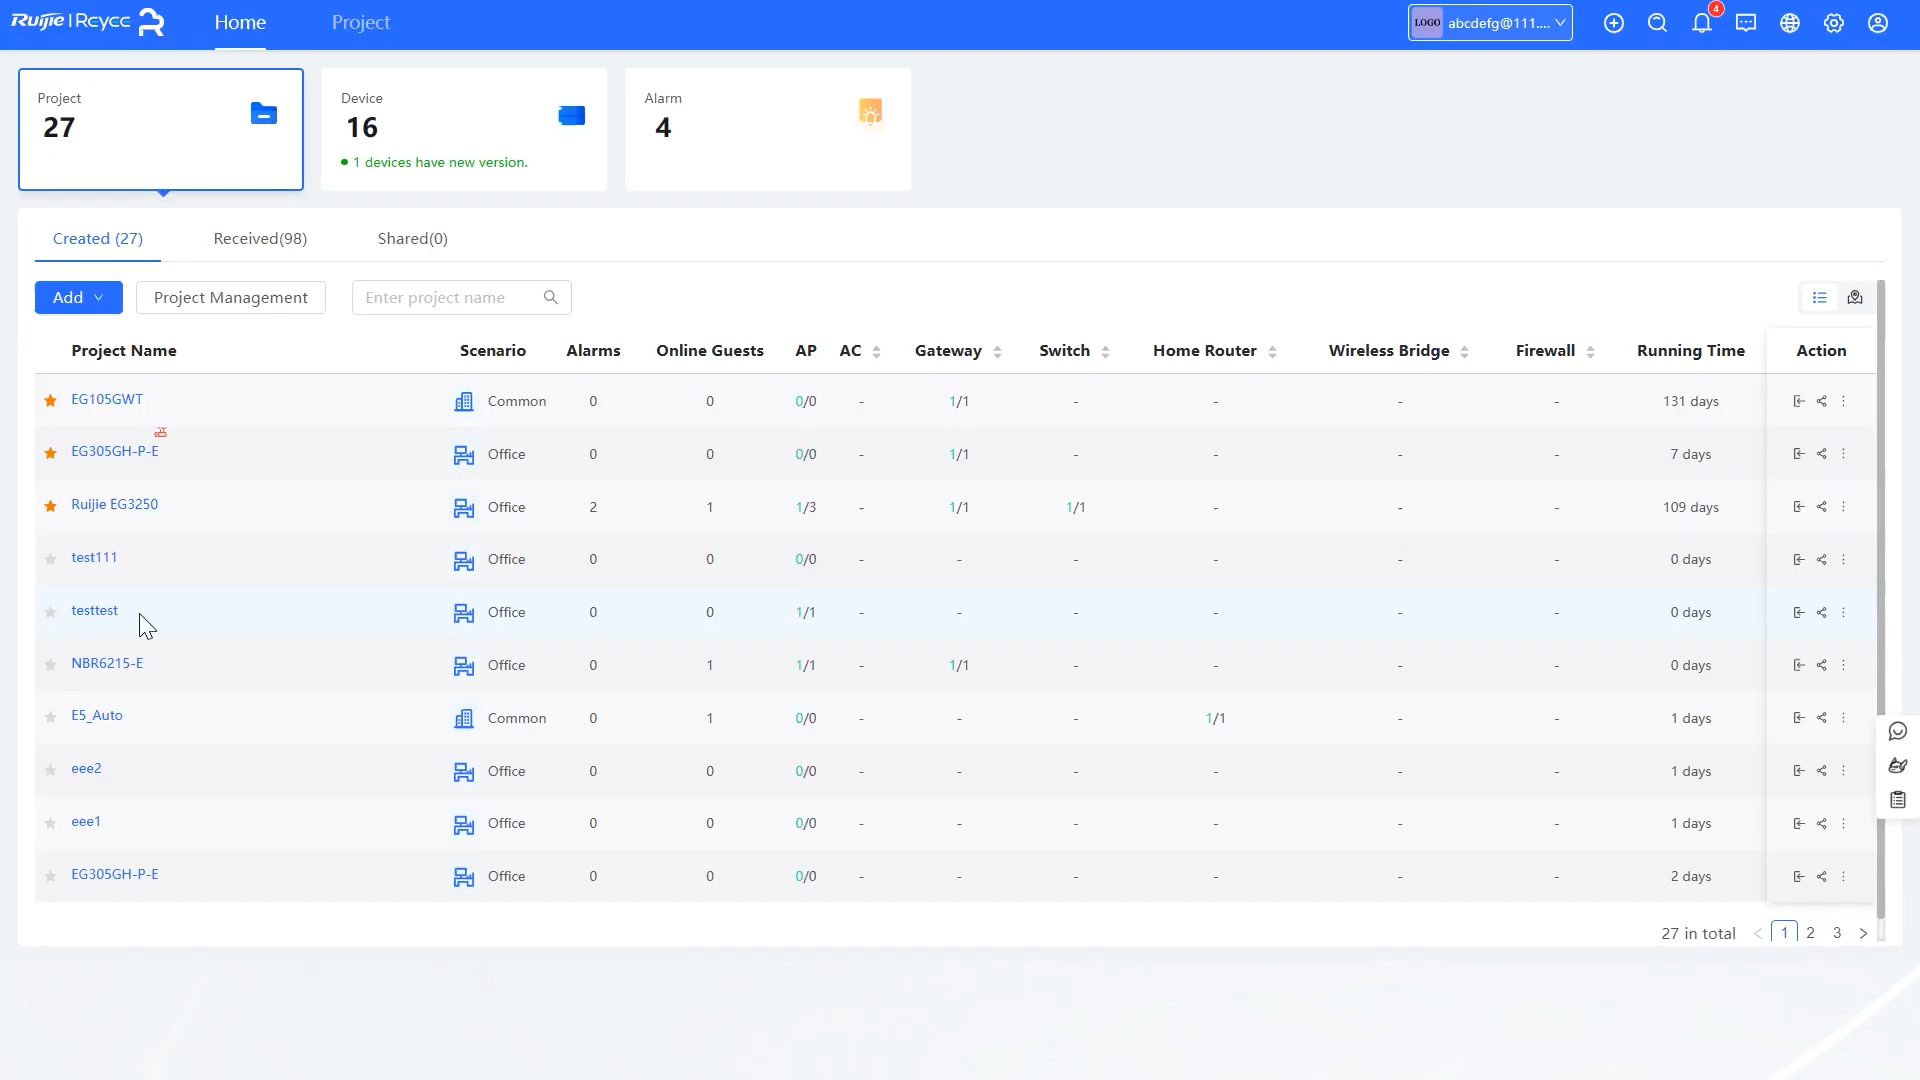 Ruijie | Rcycc Home Project LOGO abcdefg@111.... 4
Project
27
Device
16
1 devices have new version.
Alarm
4
Created (27) Received(98) Shared(0)
Add Project Management Enter project name
Project Name Scenario Alarms Online Guests AP AC Gateway Switch Home Router Wireless Bridge Firewall Running Time Action
EG105GWT Common 0 0 0/0 - 1/1 - - - - 131 days
EG305GH-P-E Office 0 0 0/0 - 1/1 - - - - 7 days
Ruijie EG3250 Office 2 1 1/3 - 1/1 1/1 - - - 109 days
test111 Office 0 0 0/0 - - - - - - 0 days
testtest Office 0 0 1/1 - - - - - - 0 days
NBR6215-E Office 0 1 1/1 - 1/1 - - - - 0 days
E5_Auto Common 0 1 0/0 - - - 1/1 - - 1 days
eee2 Office 0 0 0/0 - - - - - - 1 days
eee1 Office 0 0 0/0 - - - - - - 1 days
EG305GH-P-E Office 0 0 0/0 - - - - - - 2 days
27 in total < 1 2 3 >